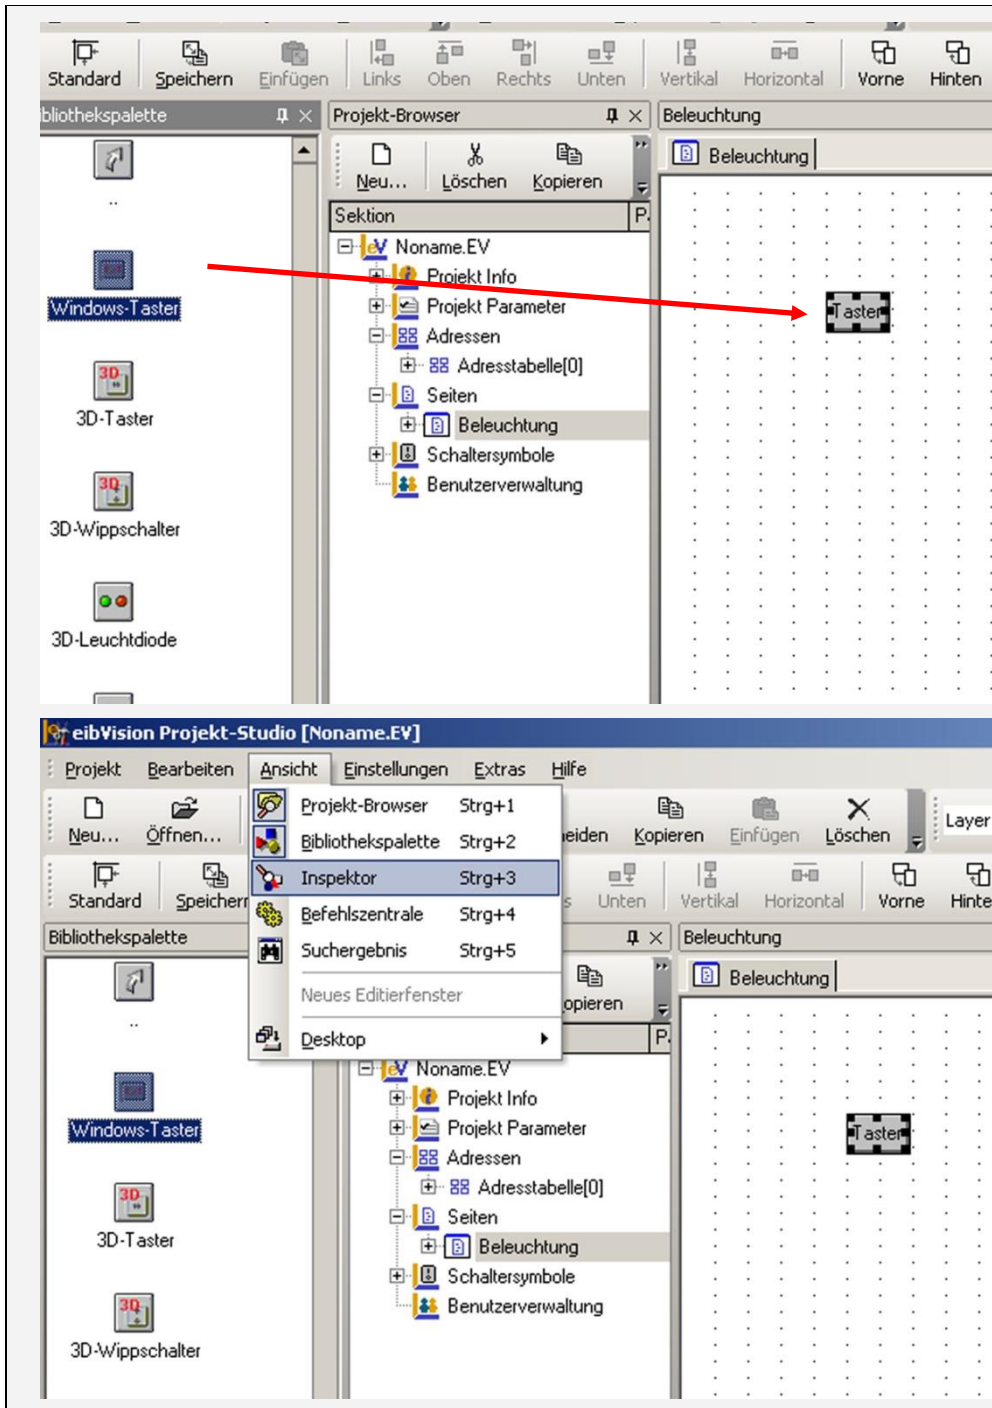 Standard Speichern Einfügen Links Oben Rechts Unten Vertikal Horizontal Vorne Hinten
bliothekspalette Projekt-Browser Beleuchtung
Beleuchtung
Neu... Löschen Kopieren
..
Sektion P.
Noname.EV
Projekt Info
Windows-Taster Projekt Parameter Taster
Adressen
Adresstabelle[0]
3D
Seiten
3D-Taster Beleuchtung
Schaltersymbole
3D Benutzerverwaltung
3D-Wippschalter
3D-Leuchtdiode
eibVision Projekt-Studio [Noname.EV]
Projekt Bearbeiten Ansicht Einstellungen Extras Hilfe
Projekt-Browser Strg+1
Neu... Öffnen... Bibliothekspalette Strg+2 eiden Kopieren Einfügen Löschen Layer
Inspektor Strg+3
Standard Speicherr Befehlszentrale Strg+4 s Unten Vertikal Horizontal Vorne Hinte
Bibliothekspalette Suchergebnis Strg+5 Beleuchtung
Beleuchtung
Neues Editierfenster opieren
..
Desktop P.
Noname.EV
Projekt Info
Windows-Taster Projekt Parameter Taster
Adressen
3D Adresstabelle[0]
Seiten
3D-Taster Beleuchtung
Schaltersymbole
3D Benutzerverwaltung
3D-Wippschalter